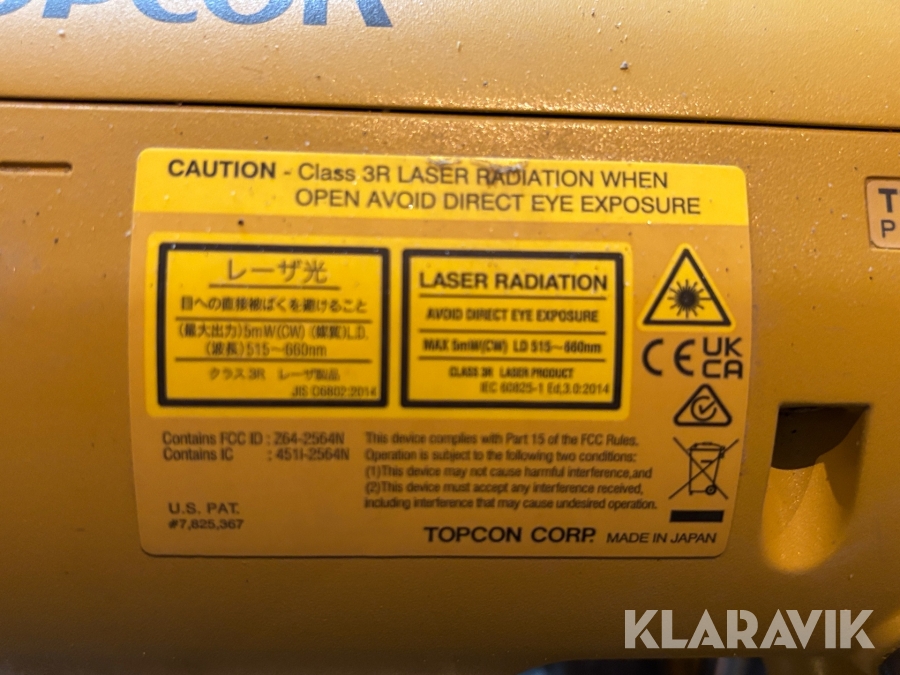 TOPCON
CAUTION - Class 3R LASER RADIATION WHEN
OPEN AVOID DIRECT EYE EXPOSURE
レーザ光
目への直接被ばくを避けること
(最大出力)5mW(CW) (媒質)L.D.
(波長)515～660nm
クラス3R レーザ製品
JIS C6802:2014
LASER RADIATION
AVOID DIRECT EYE EXPOSURE
MAX 5mW(CW) LD 515～660nm
CLASS 3R LASER PRODUCT
IEC 60825-1 Ed.3.0:2014
CE UK
CA
Contains FCC ID : Z64-2564N
Contains IC : 451I-2564N
This device complies with Part 15 of the FCC Rules.
Operation is subject to the following two conditions:
(1)This device may not cause harmful interference,and
(2)This device must accept any interference received,
including interference that may cause undesired operation.
U.S. PAT.
#7,825,367
TOPCON CORP. MADE IN JAPAN
T
P
KLARAVIK